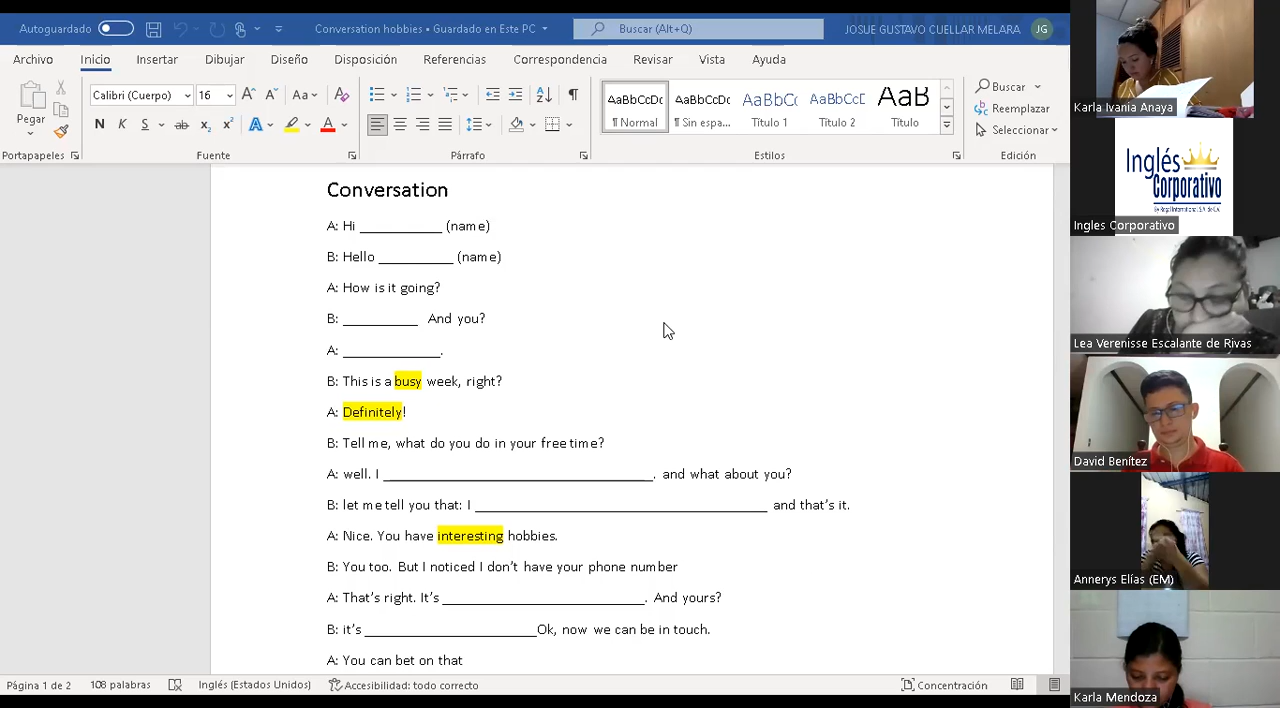 Autoguardado
Conversation hobbies • Guardado en Este PC
Buscar (Alt+Q)
JOSUE GUSTAVO CUELLAR MELARA
JG
Archivo Inicio Insertar Dibujar Diseño Disposición Referencias Correspondencia Revisar Vista Ayuda
Pegar
Portapapeles
Calibri (Cuerpo) 16
N K S ab x₂ x²
Fuente
Párrafo
AaBbCcDc AaBbCcDc AaBbC AaBbCcD AaB
¶ Normal ¶ Sin espa... Título 1 Título 2 Título
Estilos
Buscar
Reemplazar
Seleccionar
Edición
Conversation
A: Hi ___________ (name)
B: Hello __________ (name)
A: How is it going?
B: __________ And you?
A: _____________.
B: This is a busy week, right?
A: Definitely!
B: Tell me, what do you do in your free time?
A: well. I ____________________________________. and what about you?
B: let me tell you that: I _______________________________________ and that's it.
A: Nice. You have interesting hobbies.
B: You too. But I noticed I don't have your phone number
A: That's right. It's ___________________________. And yours?
B: it's _______________________Ok, now we can be in touch.
A: You can bet on that
Página 1 de 2 108 palabras Inglés (Estados Unidos) Accesibilidad: todo correcto Concentración
Karla Ivania Anaya
Inglés
Corporativo
Ingles Corporativo
Lea Verenisse Escalante de Rivas
David Benítez
Annerys Elías (EM)
Karla Mendoza